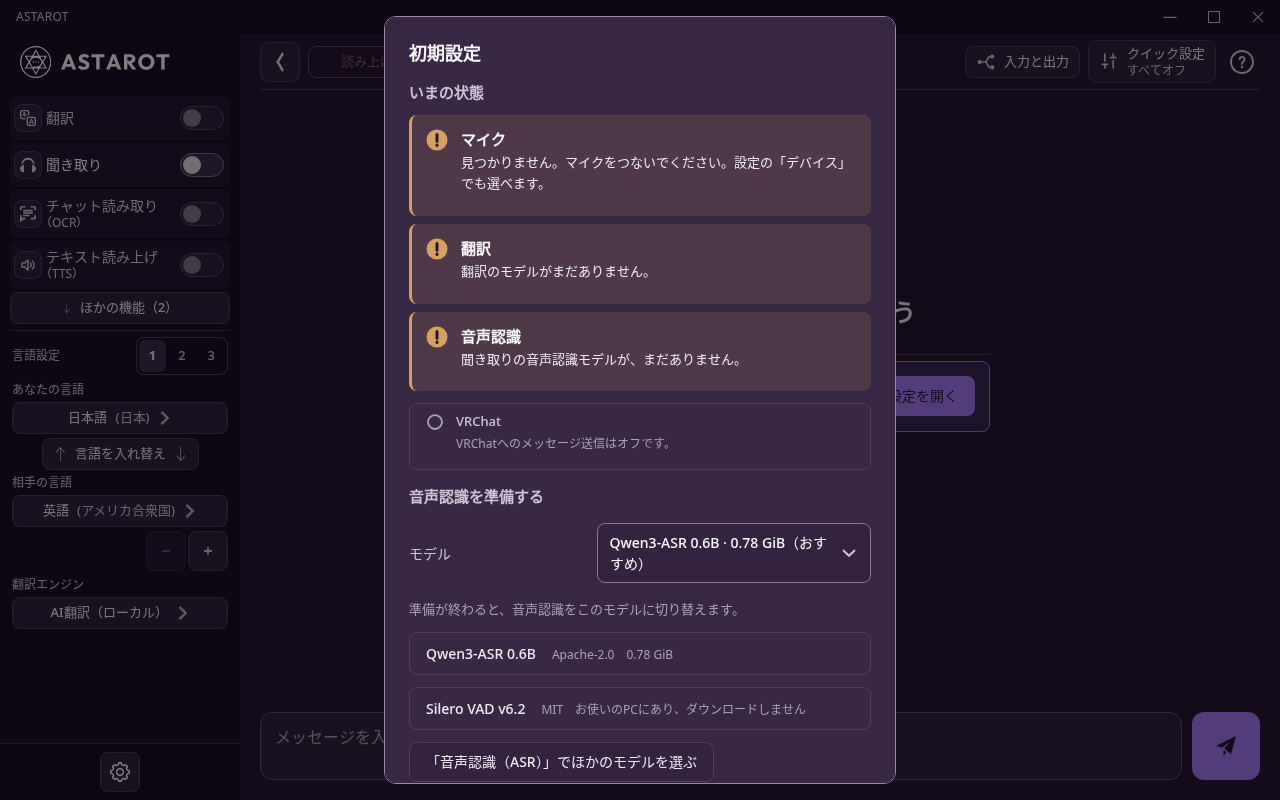 ASTAROT
ASTAROT
翻訳
聞き取り
チャット読み取り
（OCR）
テキスト読み上げ
（TTS）
↓ ほかの機能（2）
言語設定
1 2 3
あなたの言語
日本語 (日本)
↑ 言語を入れ替え ↓
相手の言語
英語 (アメリカ合衆国)
− +
翻訳エンジン
AI翻訳（ローカル）
読み上げ
入力と出力
クイック設定
すべてオフ
?
う
設定を開く
メッセージを入
初期設定
いまの状態
マイク
見つかりません。マイクをつないでください。設定の「デバイス」
でも選べます。
翻訳
翻訳のモデルがまだありません。
音声認識
聞き取りの音声認識モデルが、まだありません。
VRChat
VRChatへのメッセージ送信はオフです。
音声認識を準備する
モデル
Qwen3-ASR 0.6B · 0.78 GiB（おす
すめ）
準備が終わると、音声認識をこのモデルに切り替えます。
Qwen3-ASR 0.6B Apache-2.0 0.78 GiB
Silero VAD v6.2 MIT お使いのPCにあり、ダウンロードしません
「音声認識（ASR）」でほかのモデルを選ぶ